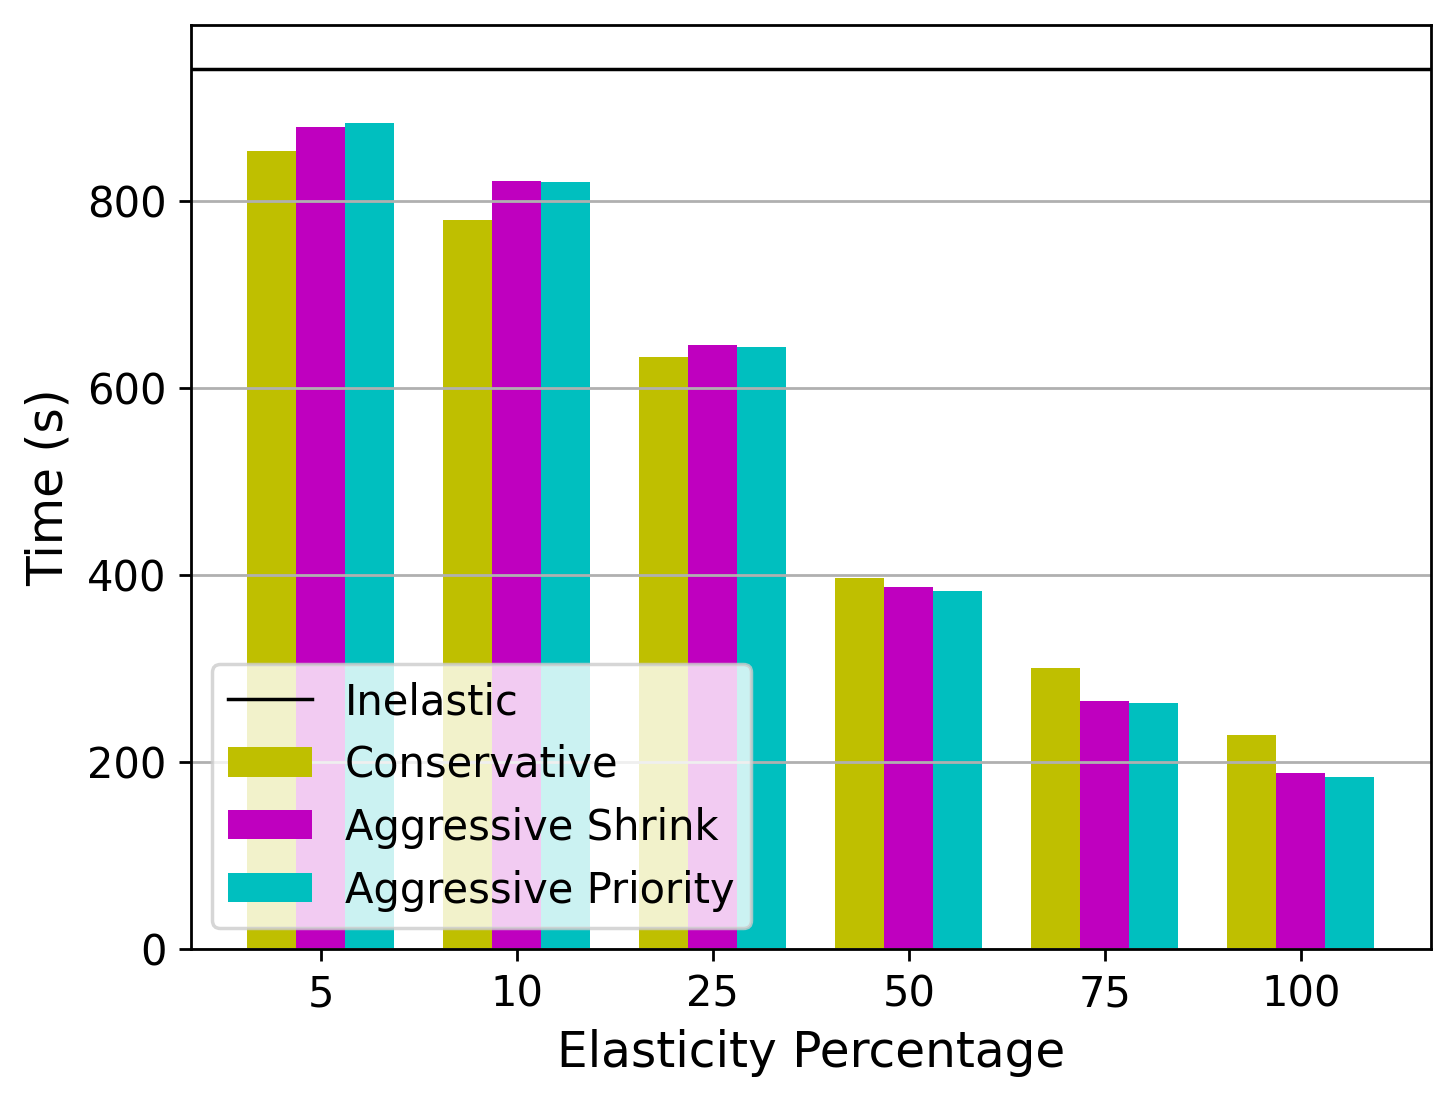 800
600
400
200
0
Time (s)
Inelastic
Conservative
Aggressive Shrink
Aggressive Priority
5 10 25 50 75 100
Elasticity Percentage